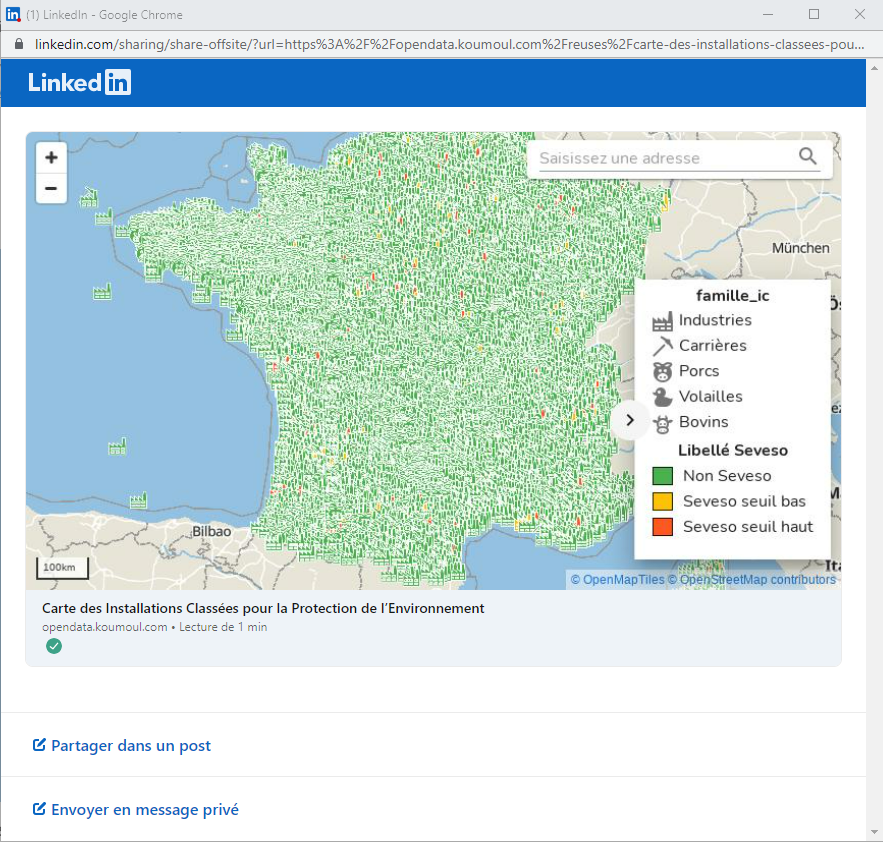 (1) LinkedIn - Google Chrome
linkedin.com/sharing/share-offsite/?url=https%3A%2F%2Fopendata.koumoul.com%2Freuses%2Fcarte-des-installations-classees-pou...
Linked in
+
−
Saisissez une adresse
München
famille_ic
Industries
Carrières
Porcs
Volailles
Bovins
Libellé Seveso
Non Seveso
Seveso seuil bas
Seveso seuil haut
Bilbao
100km
Ita
© OpenMapTiles © OpenStreetMap contributors
Carte des Installations Classées pour la Protection de l’Environnement
opendata.koumoul.com • Lecture de 1 min
Partager dans un post
Envoyer en message privé